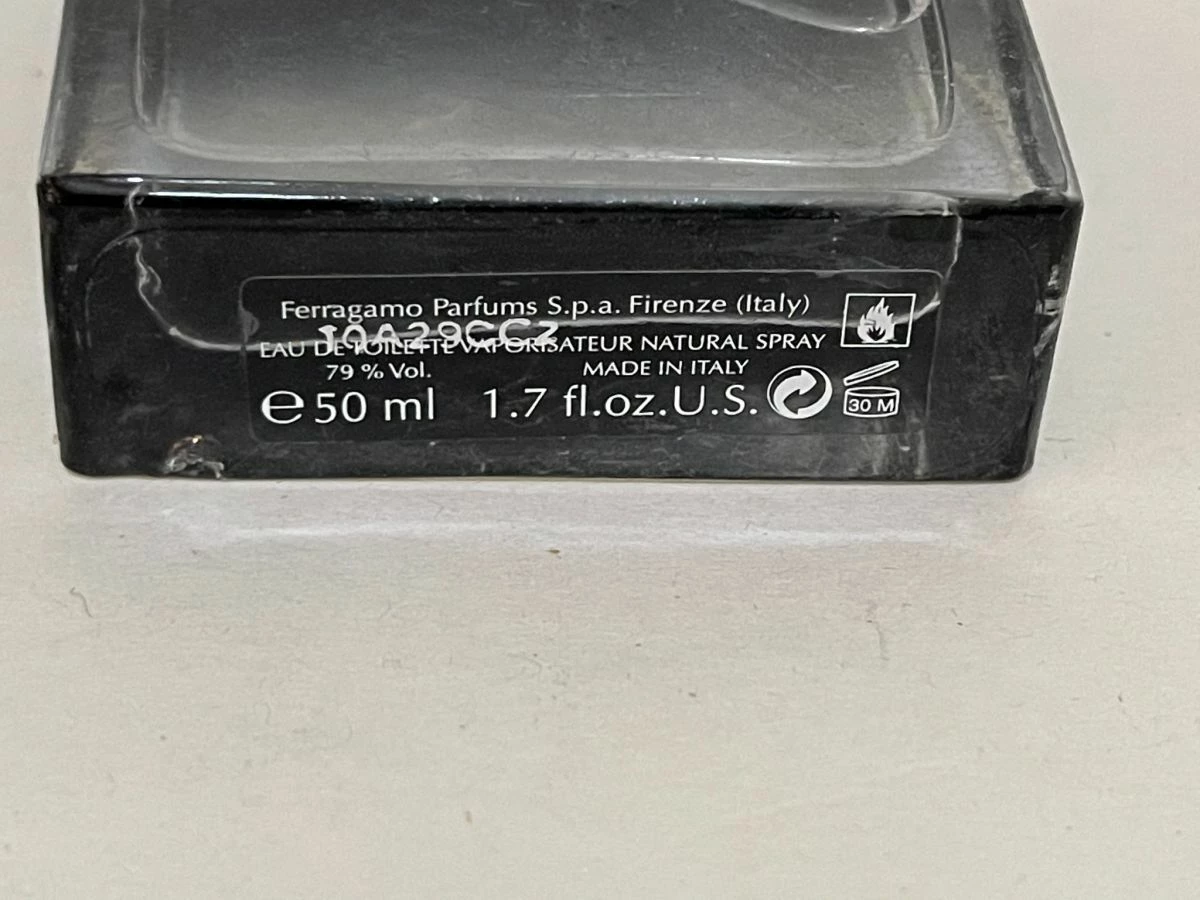 Ferragamo Parfums S.p.a. Firenze (Italy)
EAU DE TOILETTE VAPORISATEUR NATURAL SPRAY
79 % Vol. MADE IN ITALY
℮ 50 ml 1.7 fl.oz.U.S.
30 M